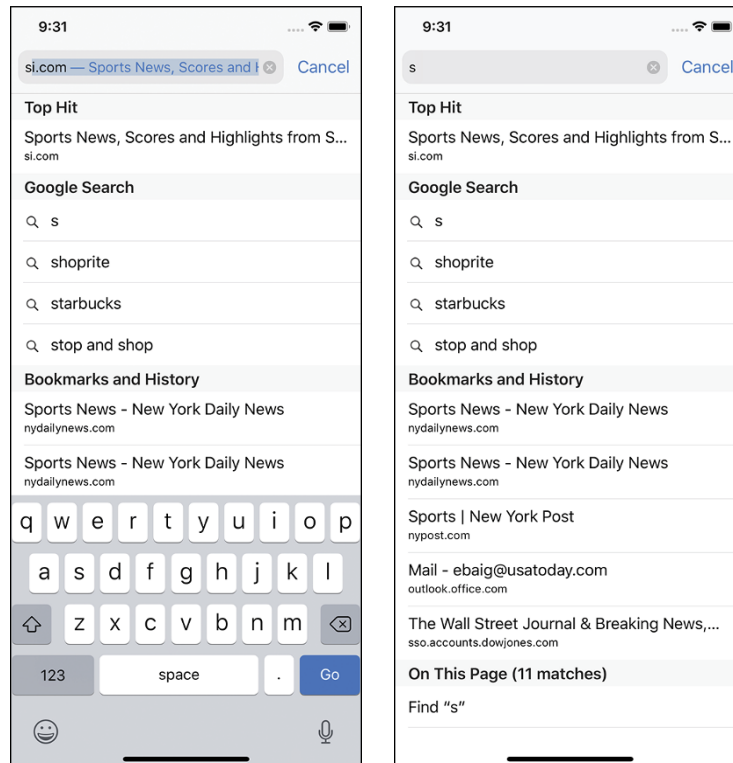 9:31
si.com — Sports News, Scores and H
Cancel
Top Hit
Sports News, Scores and Highlights from S...
si.com
Google Search
s
shoprite
starbucks
stop and shop
Bookmarks and History
Sports News - New York Daily News
nydailynews.com
Sports News - New York Daily News
nydailynews.com
q w e r t y u i o p
a s d f g h j k l
z x c v b n m
123 space . Go
9:31
s
Cancel
Top Hit
Sports News, Scores and Highlights from S...
si.com
Google Search
s
shoprite
starbucks
stop and shop
Bookmarks and History
Sports News - New York Daily News
nydailynews.com
Sports News - New York Daily News
nydailynews.com
Sports | New York Post
nypost.com
Mail - ebaig@usatoday.com
outlook.office.com
The Wall Street Journal & Breaking News,...
sso.accounts.dowjones.com
On This Page (11 matches)
Find “s”